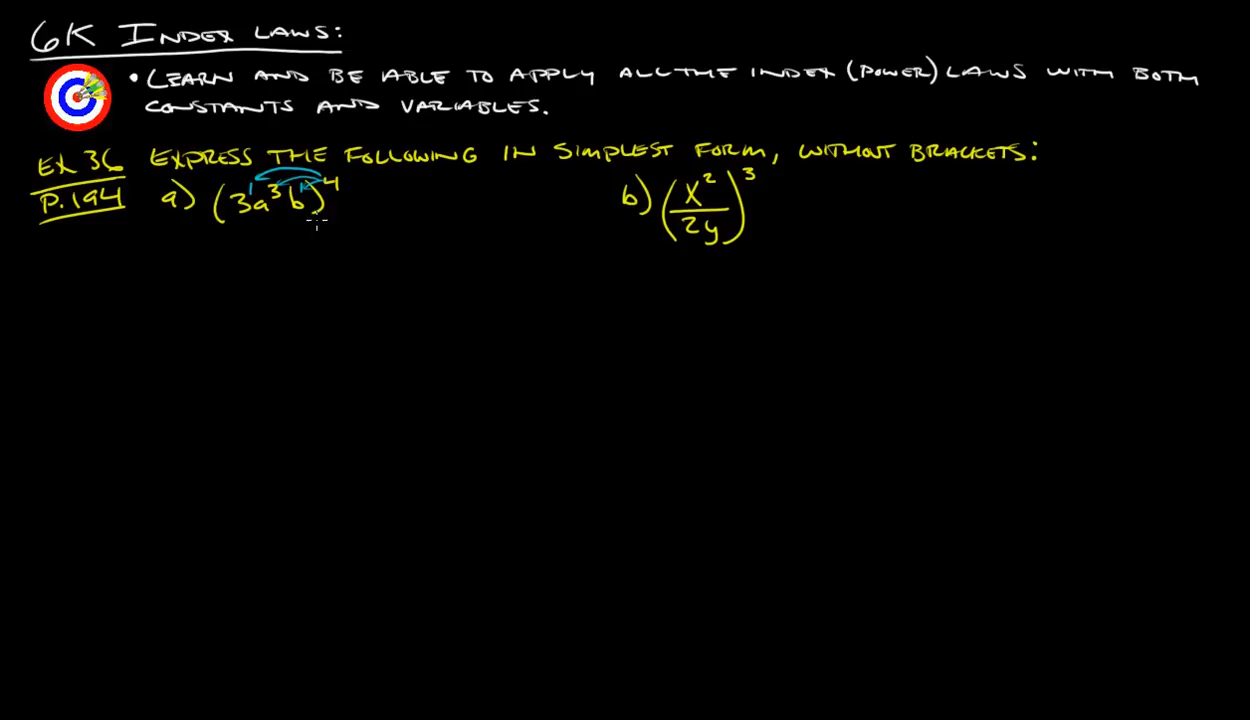 6K INDEX LAWS:
• LEARN AND BE ABLE TO APPLY ALL THE INDEX (POWER) LAWS WITH BOTH
CONSTANTS AND VARIABLES.
EX 36 EXPRESS THE FOLLOWING IN SIMPLEST FORM, WITHOUT BRACKETS:
P.194 a) (3¹a³b¹)⁴ b) (x²/2y)³